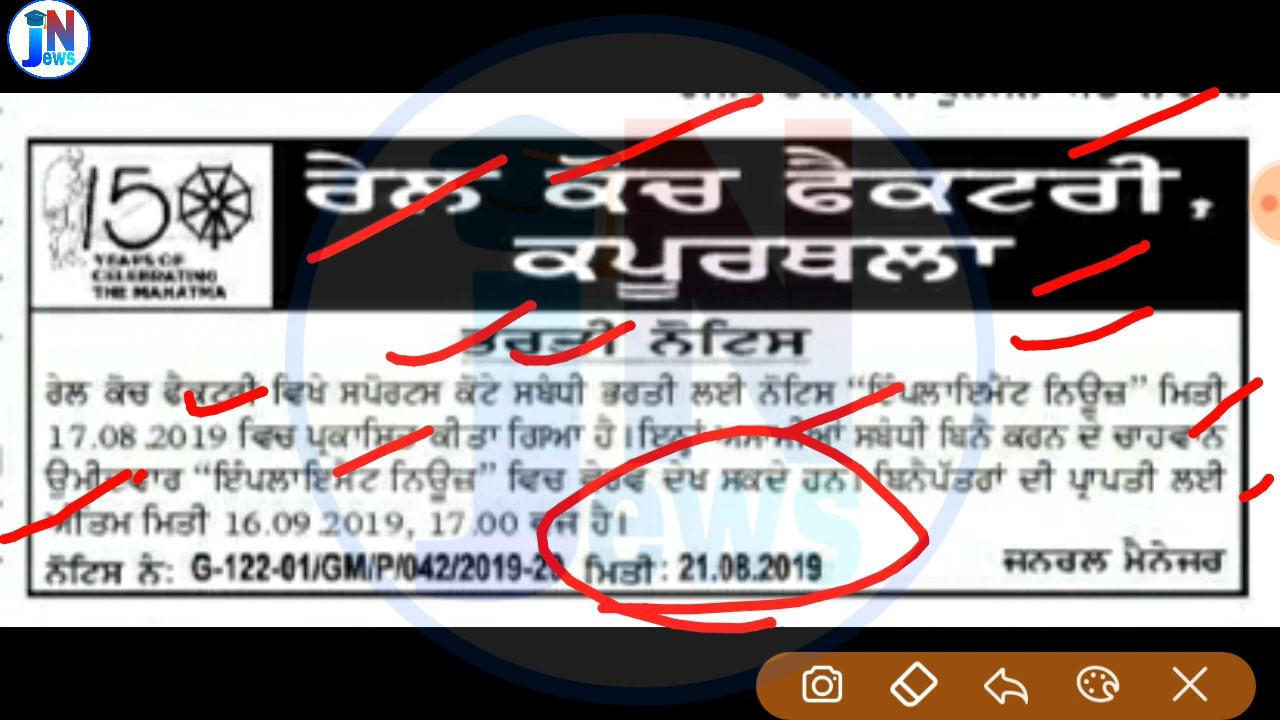 jN
Jews
150
YEARS OF
CELEBRATING
THE MAHATMA
ਰੇਲ ਕੋਚ ਫੈਕਟਰੀ,
ਕਪੂਰਥਲਾ
ਭਰਤੀ ਨੋਟਿਸ
ਰੇਲ ਕੋਚ ਫੈਕਟਰੀ ਵਿਖੇ ਸਪੋਰਟਸ ਕੋਟੇ ਸਬੰਧੀ ਭਰਤੀ ਲਈ ਨੋਟਿਸ “ਇੰਪਲਾਇਮੈਂਟ ਨਿਊਜ਼” ਮਿਤੀ
17.08.2019 ਵਿਚ ਪ੍ਰਕਾਸ਼ਿਤ ਕੀਤਾ ਗਿਆ ਹੈ। ਇਨ੍ਹਾਂ ਅਸਾਮੀਆਂ ਸਬੰਧੀ ਬਿਨੈ ਕਰਨ ਦੇ ਚਾਹਵਾਨ
ਉਮੀਦਵਾਰ “ਇੰਪਲਾਇਮੈਂਟ ਨਿਊਜ਼” ਵਿਚ ਵੇਰਵੇ ਦੇਖ ਸਕਦੇ ਹਨ। ਬਿਨੈਪੱਤਰਾਂ ਦੀ ਪ੍ਰਾਪਤੀ ਲਈ
ਅੰਤਿਮ ਮਿਤੀ 16.09.2019, 17.00 ਵਜੇ ਹੈ।
ਨੋਟਿਸ ਨੰ: G-122-01/GM/P/042/2019-20 ਮਿਤੀ : 21.08.2019
ਜਨਰਲ ਮੈਨੇਜਰ